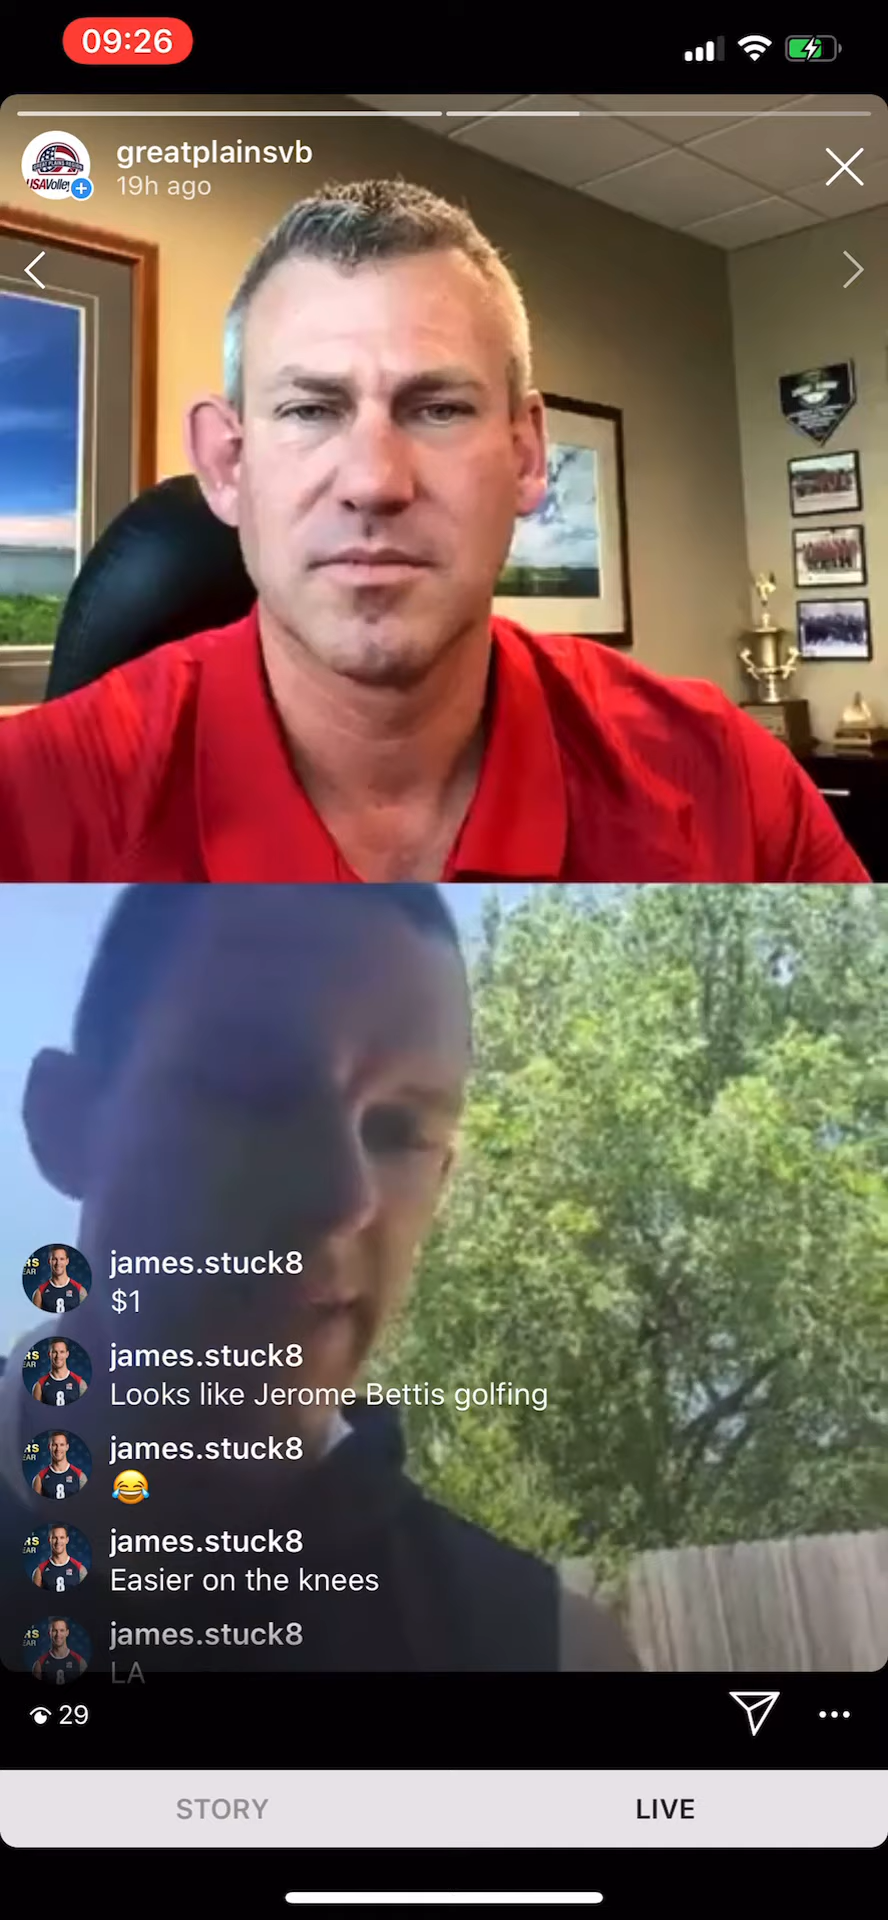 09:26
greatplainsvb
19h ago
USAVolley
james.stuck8
$1
james.stuck8
Looks like Jerome Bettis golfing
james.stuck8
😂
james.stuck8
Easier on the knees
james.stuck8
LA
29
STORY
LIVE